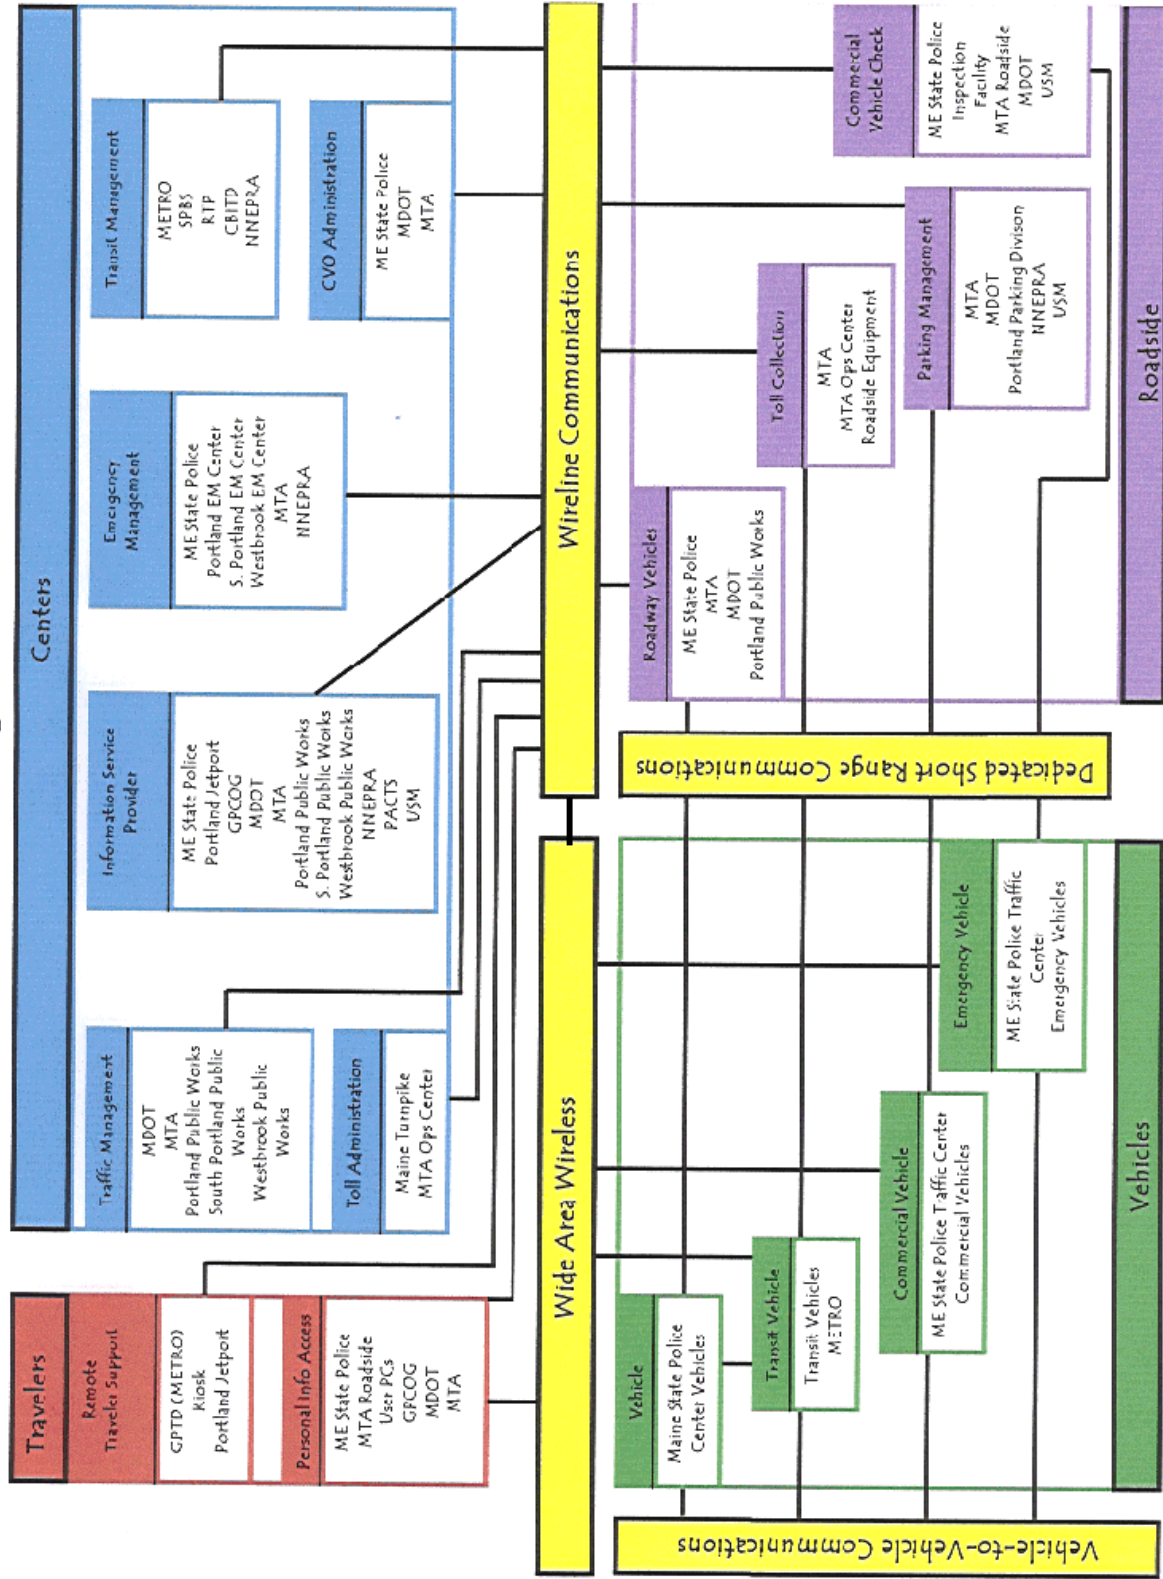 Travelers
Remote
Traveler Support
GPTD (METRO)
Kiosk
Portland Jetport
Personal Info Access
ME State Police
MTA Roadside
User PCs
GPCOG
MDOT
MTA
Centers
Traffic Management
MDOT
MTA
Portland Public Works
South Portland Public
Works
Westbrook Public
Works
Toll Administration
Maine Turnpike
MTA Ops Center
Information Service
Provider
ME State Police
Portland Jetport
GPCOG
MDOT
MTA
Portland Public Works
S. Portland Public Works
Westbrook Public Works
NNEPRA
PACTS
USM
Emergency
Management
ME State Police
Portland EM Center
S. Portland EM Center
Westbrook EM Center
MTA
NNEPRA
Transit Management
METRO
SPBS
RTP
CBITD
NNEPRA
CVO Administration
ME State Police
MDOT
MTA
Wide Area Wireless
Wireline Communications
Vehicle-to-Vehicle Communications
Vehicle
Maine State Police
Center Vehicles
Transit Vehicle
Transit Vehicles
METRO
Commercial Vehicle
ME State Police Traffic Center
Commercial Vehicles
Emergency Vehicle
ME State Police Traffic
Center
Emergency Vehicles
Vehicles
Dedicated Short Range Communications
Roadway Vehicles
ME State Police
MTA
MDOT
Portland Public Works
Toll Collection
MTA
MTA Ops Center
Roadside Equipment
Parking Management
MTA
MDOT
Portland Parking Divison
NNEPRA
USM
Commercial
Vehicle Check
ME State Police
Inspection
Facility
MTA Roadside
MDOT
USM
Roadside